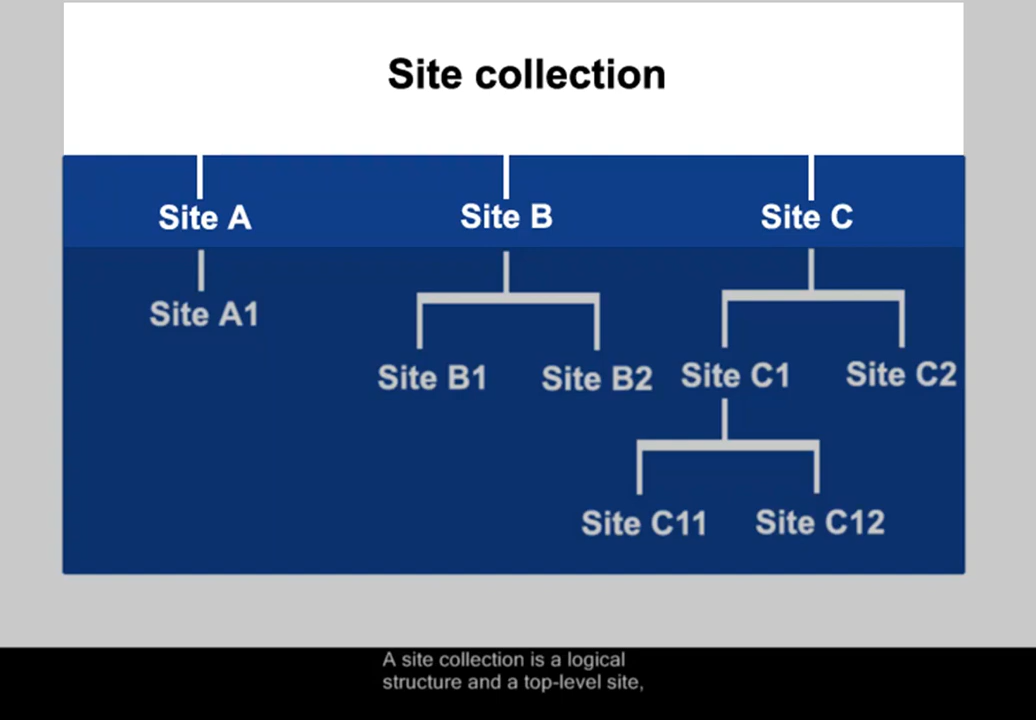 Site collection
Site A Site B Site C
Site A1
Site B1 Site B2 Site C1 Site C2
Site C11 Site C12
A site collection is a logical
structure and a top-level site,